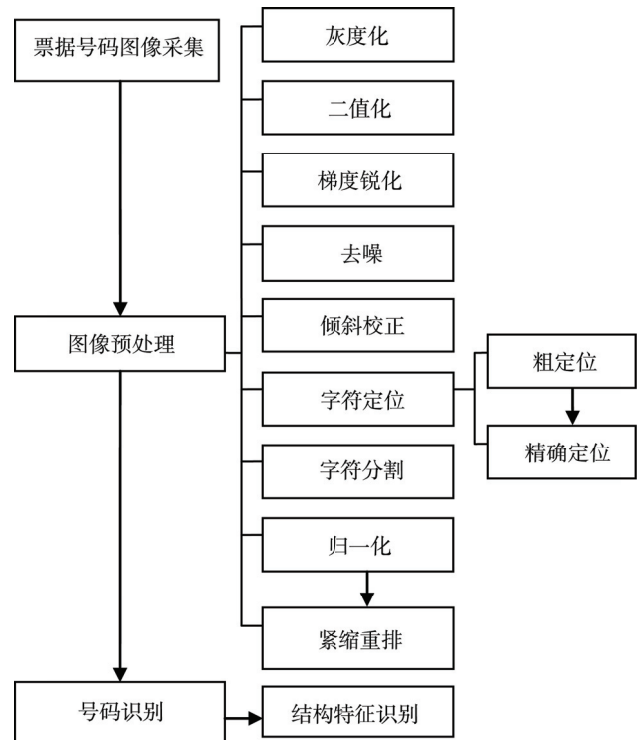 票据号码图像采集
灰度化
二值化
梯度锐化
去噪
倾斜校正
图像预处理
字符定位
粗定位
精确定位
字符分割
归一化
紧缩重排
号码识别
结构特征识别